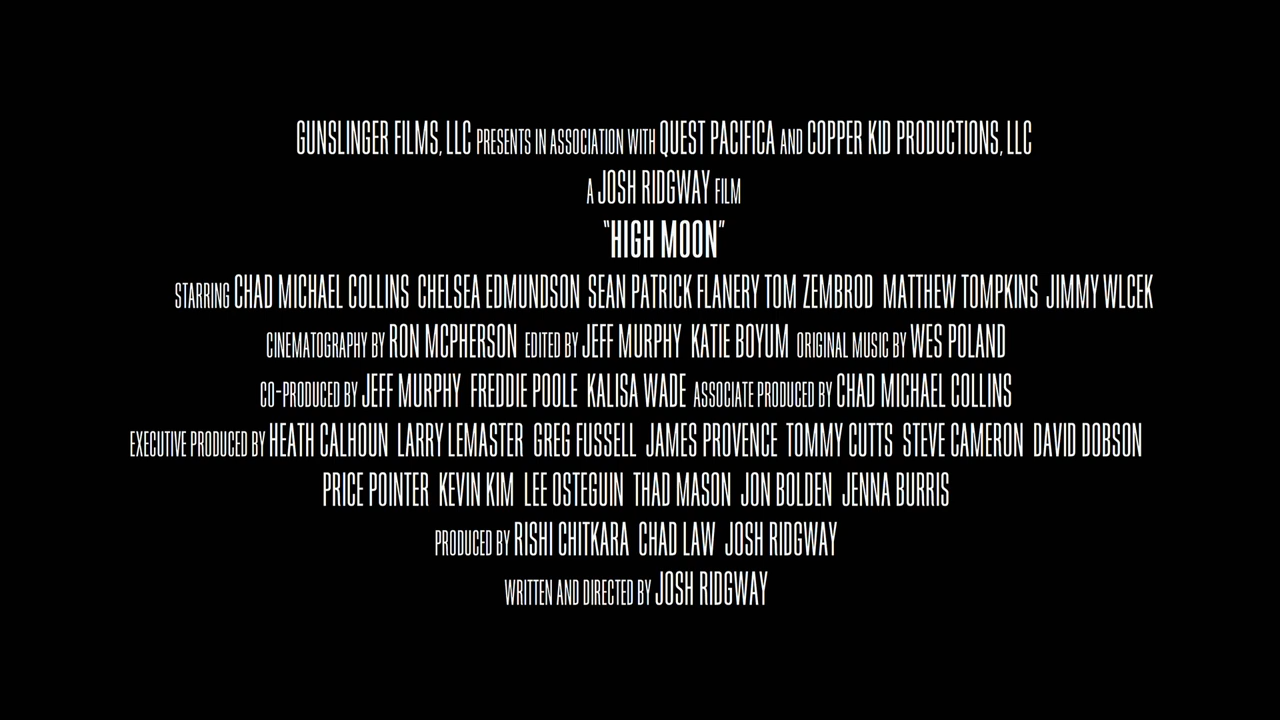 GUNSLINGER FILMS, LLC PRESENTS IN ASSOCIATION WITH QUEST PACIFICA AND COPPER KID PRODUCTIONS, LLC
A JOSH RIDGWAY FILM
“HIGH MOON”
STARRING CHAD MICHAEL COLLINS CHELSEA EDMUNDSON SEAN PATRICK FLANERY TOM ZEMBROD MATTHEW TOMPKINS JIMMY WLCEK
CINEMATOGRAPHY BY RON MCPHERSON EDITED BY JEFF MURPHY KATIE BOYUM ORIGINAL MUSIC BY WES POLAND
CO-PRODUCED BY JEFF MURPHY FREDDIE POOLE KALISA WADE ASSOCIATE PRODUCED BY CHAD MICHAEL COLLINS
EXECUTIVE PRODUCED BY HEATH CALHOUN LARRY LEMASTER GREG FUSSELL JAMES PROVENCE TOMMY CUTTS STEVE CAMERON DAVID DOBSON
PRICE POINTER KEVIN KIM LEE OSTEGUIN THAD MASON JON BOLDEN JENNA BURRIS
PRODUCED BY RISHI CHITKARA CHAD LAW JOSH RIDGWAY
WRITTEN AND DIRECTED BY JOSH RIDGWAY